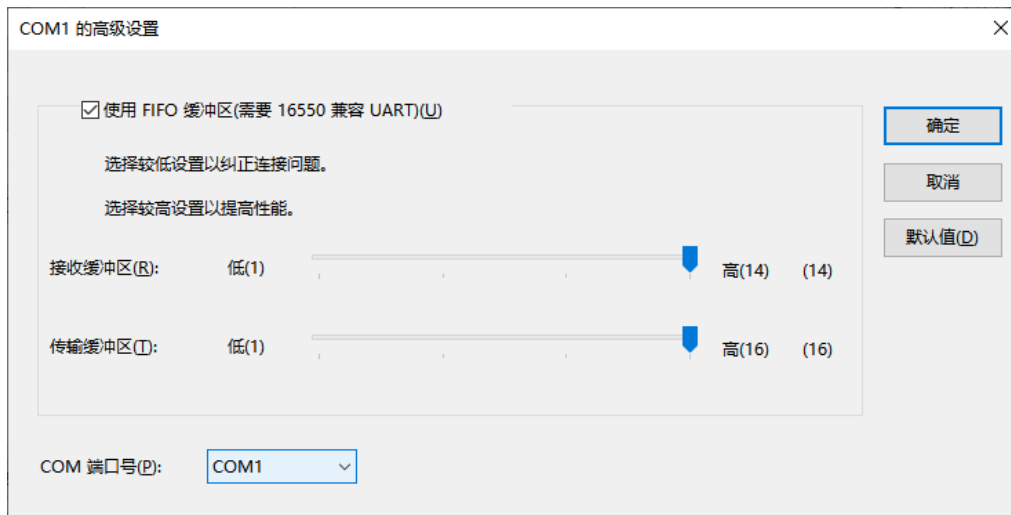 COM1 的高级设置
使用 FIFO 缓冲区(需要 16550 兼容 UART)(U)
选择较低设置以纠正连接问题。
选择较高设置以提高性能。
接收缓冲区(R): 低(1) 高(14) (14)
传输缓冲区(T): 低(1) 高(16) (16)
COM 端口号(P): COM1
确定
取消
默认值(D)